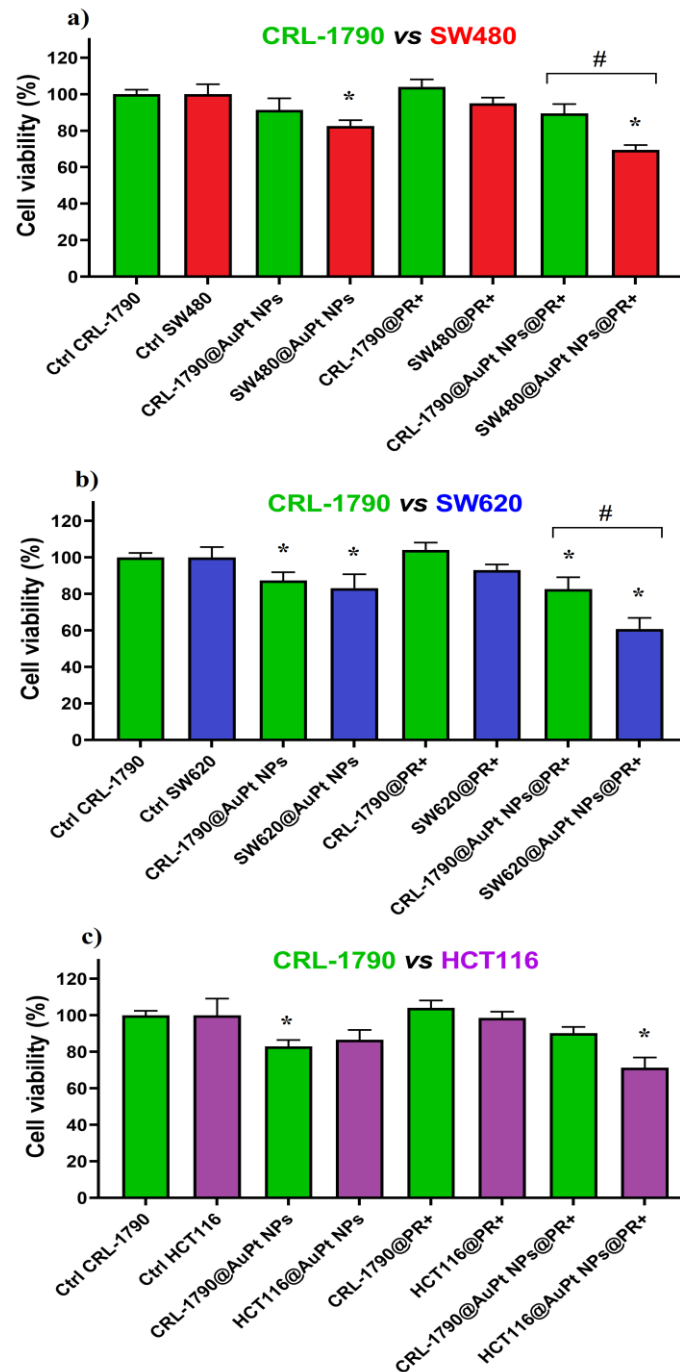 a)
CRL-1790 vs SW480
Cell viability (%)
120
100
80
60
40
20
0
*
#
*
Ctrl CRL-1790
Ctrl SW480
CRL-1790@AuPt NPs
SW480@AuPt NPs
CRL-1790@PR+
SW480@PR+
CRL-1790@AuPt NPs@PR+
SW480@AuPt NPs@PR+
b)
CRL-1790 vs SW620
Cell viability (%)
120
100
80
60
40
20
0
*
*
#
*
*
Ctrl CRL-1790
Ctrl SW620
CRL-1790@AuPt NPs
SW620@AuPt NPs
CRL-1790@PR+
SW620@PR+
CRL-1790@AuPt NPs@PR+
SW620@AuPt NPs@PR+
c)
CRL-1790 vs HCT116
Cell viability (%)
120
100
80
60
40
20
0
*
*
Ctrl CRL-1790
Ctrl HCT116
CRL-1790@AuPt NPs
HCT116@AuPt NPs
CRL-1790@PR+
HCT116@PR+
CRL-1790@AuPt NPs@PR+
HCT116@AuPt NPs@PR+